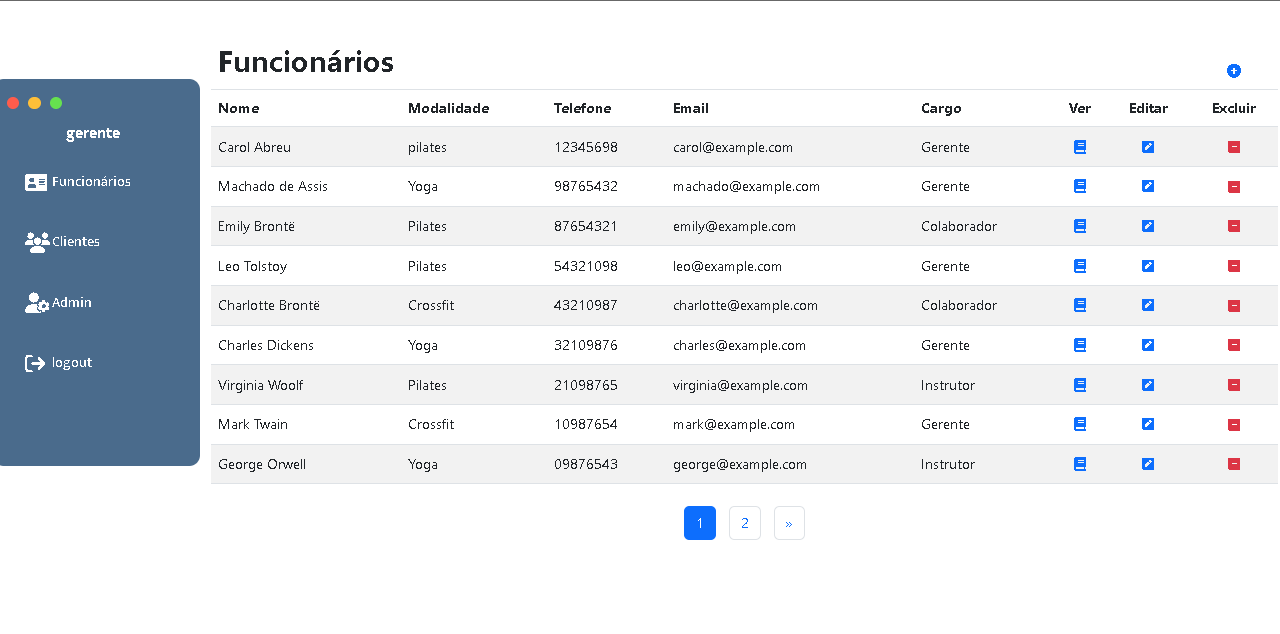 Funcionários
gerente
Funcionários
Clientes
Admin
logout
Nome Modalidade Telefone Email Cargo Ver Editar Excluir
Carol Abreu pilates 12345698 carol@example.com Gerente
Machado de Assis Yoga 98765432 machado@example.com Gerente
Emily Brontë Pilates 87654321 emily@example.com Colaborador
Leo Tolstoy Pilates 54321098 leo@example.com Gerente
Charlotte Brontë Crossfit 43210987 charlotte@example.com Colaborador
Charles Dickens Yoga 32109876 charles@example.com Gerente
Virginia Woolf Pilates 21098765 virginia@example.com Instrutor
Mark Twain Crossfit 10987654 mark@example.com Gerente
George Orwell Yoga 09876543 george@example.com Instrutor
1 2 »